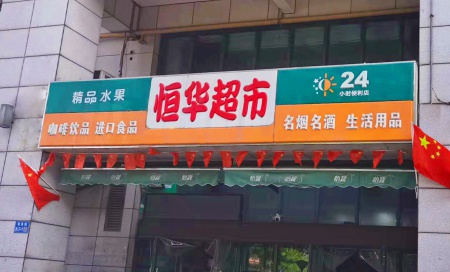 精品水果
恒华超市
24
小时便利店
咖啡饮品 进口食品
名烟名酒 生活用品